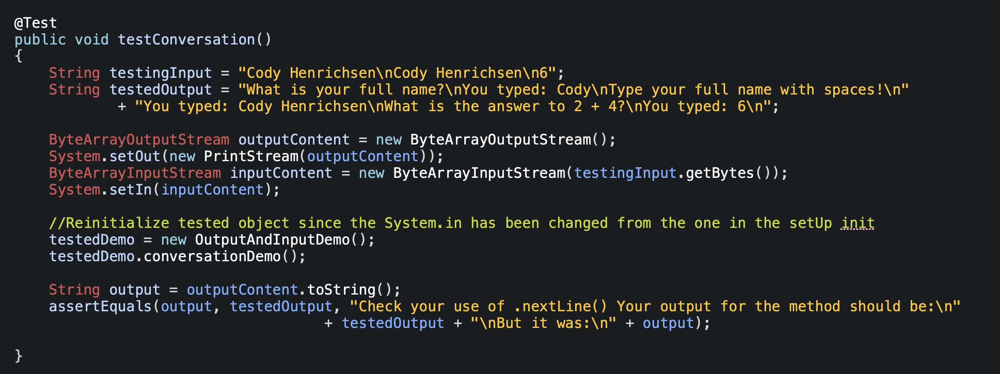 @Test
public void testConversation()
{
    String testingInput = "Cody Henrichsen\nCody Henrichsen\n6";
    String testedOutput = "What is your full name?\nYou typed: Cody\nType your full name with spaces!\n"
            + "You typed: Cody Henrichsen\nWhat is the answer to 2 + 4?\nYou typed: 6\n";
    ByteArrayOutputStream outputContent = new ByteArrayOutputStream();
    System.setOut(new PrintStream(outputContent));
    ByteArrayInputStream inputContent = new ByteArrayInputStream(testingInput.getBytes());
    System.setIn(inputContent);
    //Reinitialize tested object since the System.in has been changed from the one in the setUp init
    testedDemo = new OutputAndInputDemo();
    testedDemo.conversationDemo();
    String output = outputContent.toString();
    assertEquals(output, testedOutput, "Check your use of .nextLine() Your output for the method should be:\n"
                                    + testedOutput + "\nBut it was:\n" + output);
}